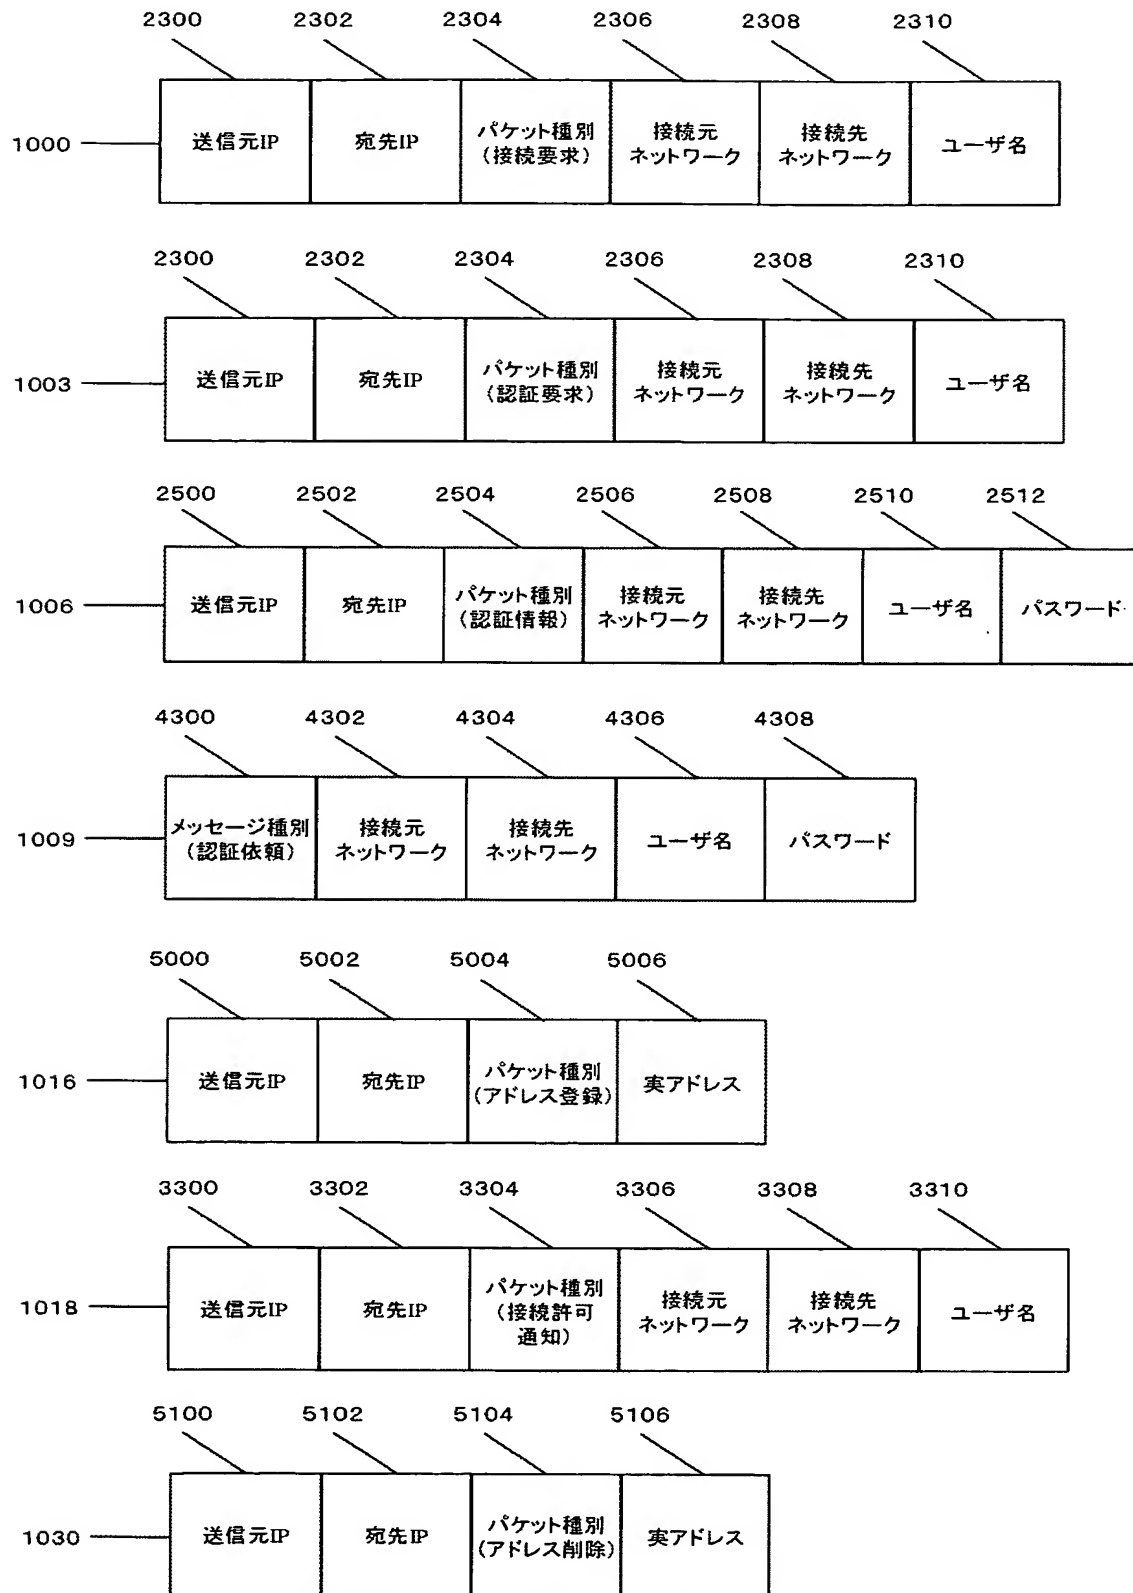 2300 2302 2304 2306 2308 2310
1000
送信元IP
宛先IP
パケット種別
(接続要求)
接続元
ネットワーク
接続先
ネットワーク
ユーザ名
2300 2302 2304 2306 2308 2310
1003
送信元IP
宛先IP
パケット種別
(認証要求)
接続元
ネットワーク
接続先
ネットワーク
ユーザ名
2500 2502 2504 2506 2508 2510 2512
1006
送信元IP
宛先IP
パケット種別
(認証情報)
接続元
ネットワーク
接続先
ネットワーク
ユーザ名
パスワード
4300 4302 4304 4306 4308
1009
メッセージ種別
(認証依頼)
接続元
ネットワーク
接続先
ネットワーク
ユーザ名
パスワード
5000 5002 5004 5006
1016
送信元IP
宛先IP
パケット種別
(アドレス登録)
実アドレス
3300 3302 3304 3306 3308 3310
1018
送信元IP
宛先IP
パケット種別
(接続許可
通知)
接続元
ネットワーク
接続先
ネットワーク
ユーザ名
5100 5102 5104 5106
1030
送信元IP
宛先IP
パケット種別
(アドレス削除)
実アドレス